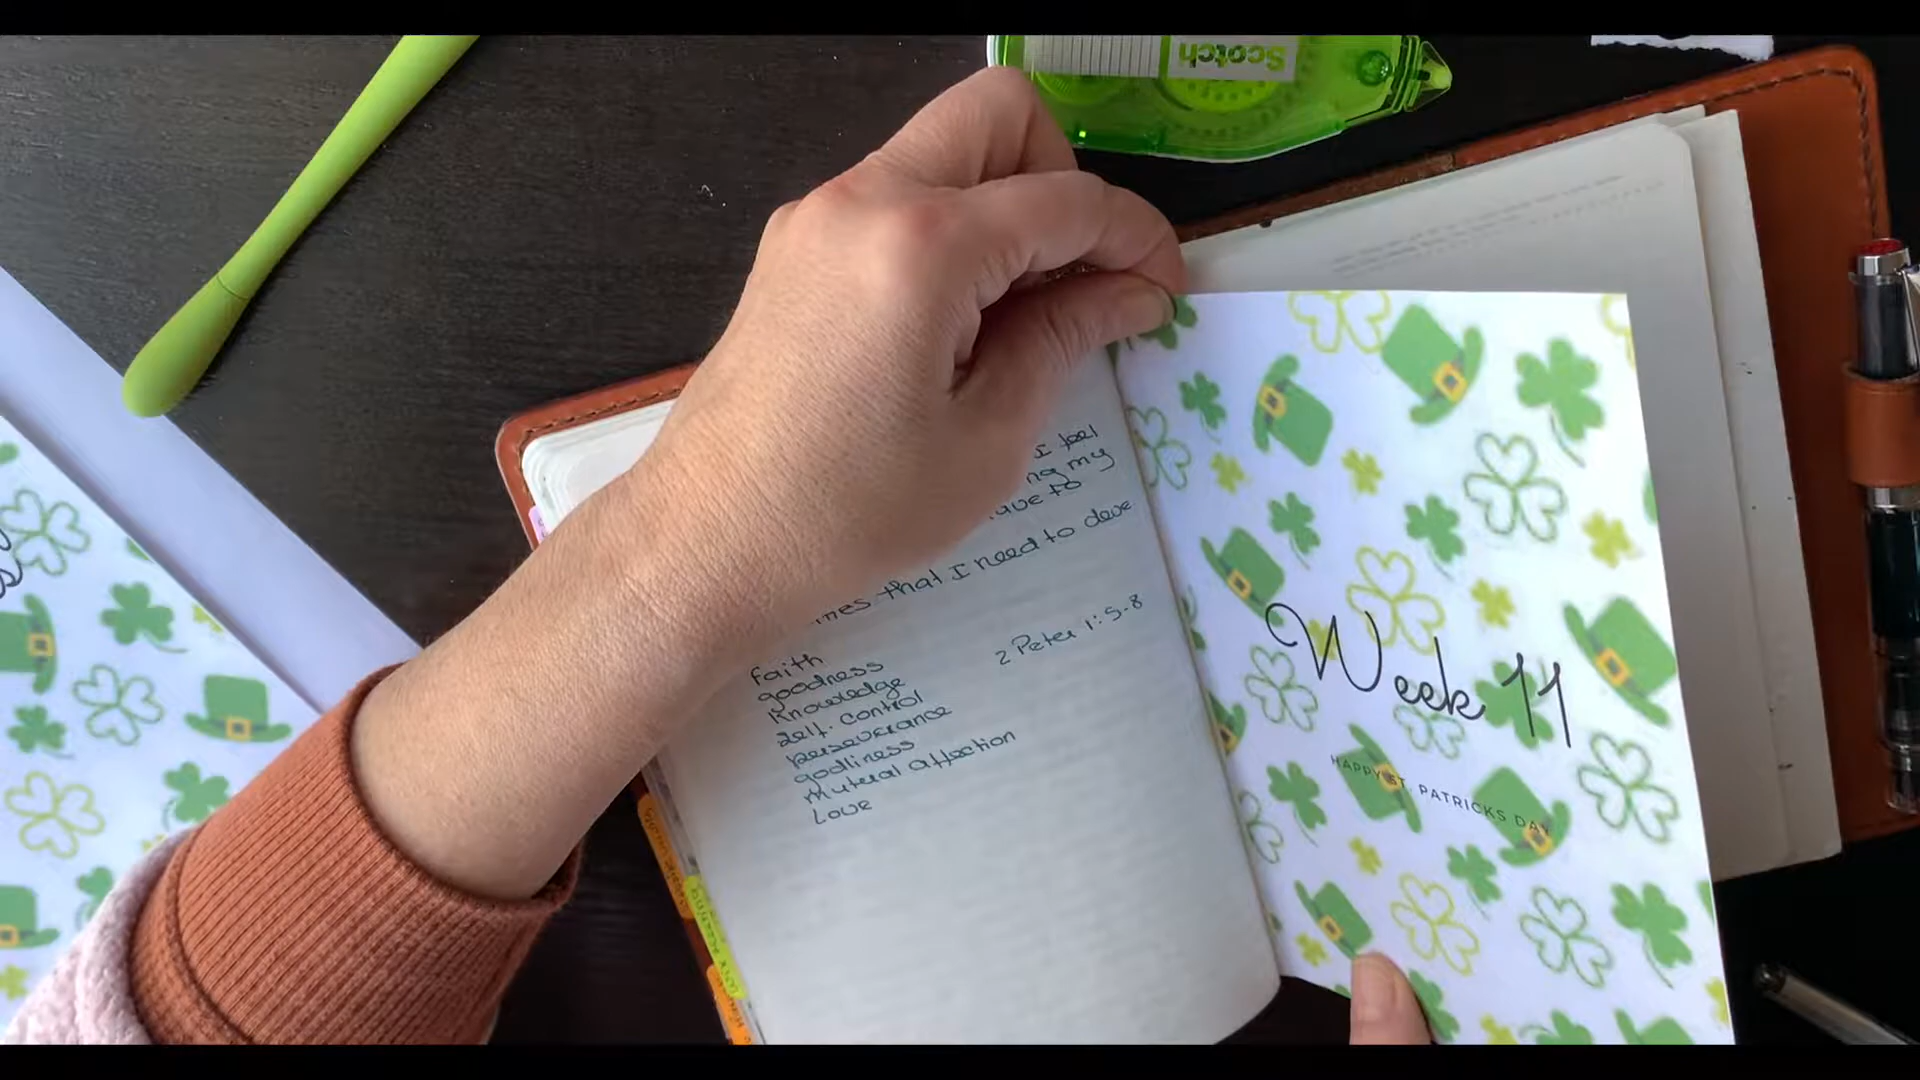 Scotch
I feel
ng my
ave to
mes that I need to deve
2 Peter 1:5-8
faith
goodness
knowledge
self-control
perseverance
godliness
mutual affection
Love
Week 11
HAPPY ST. PATRICKS DAY